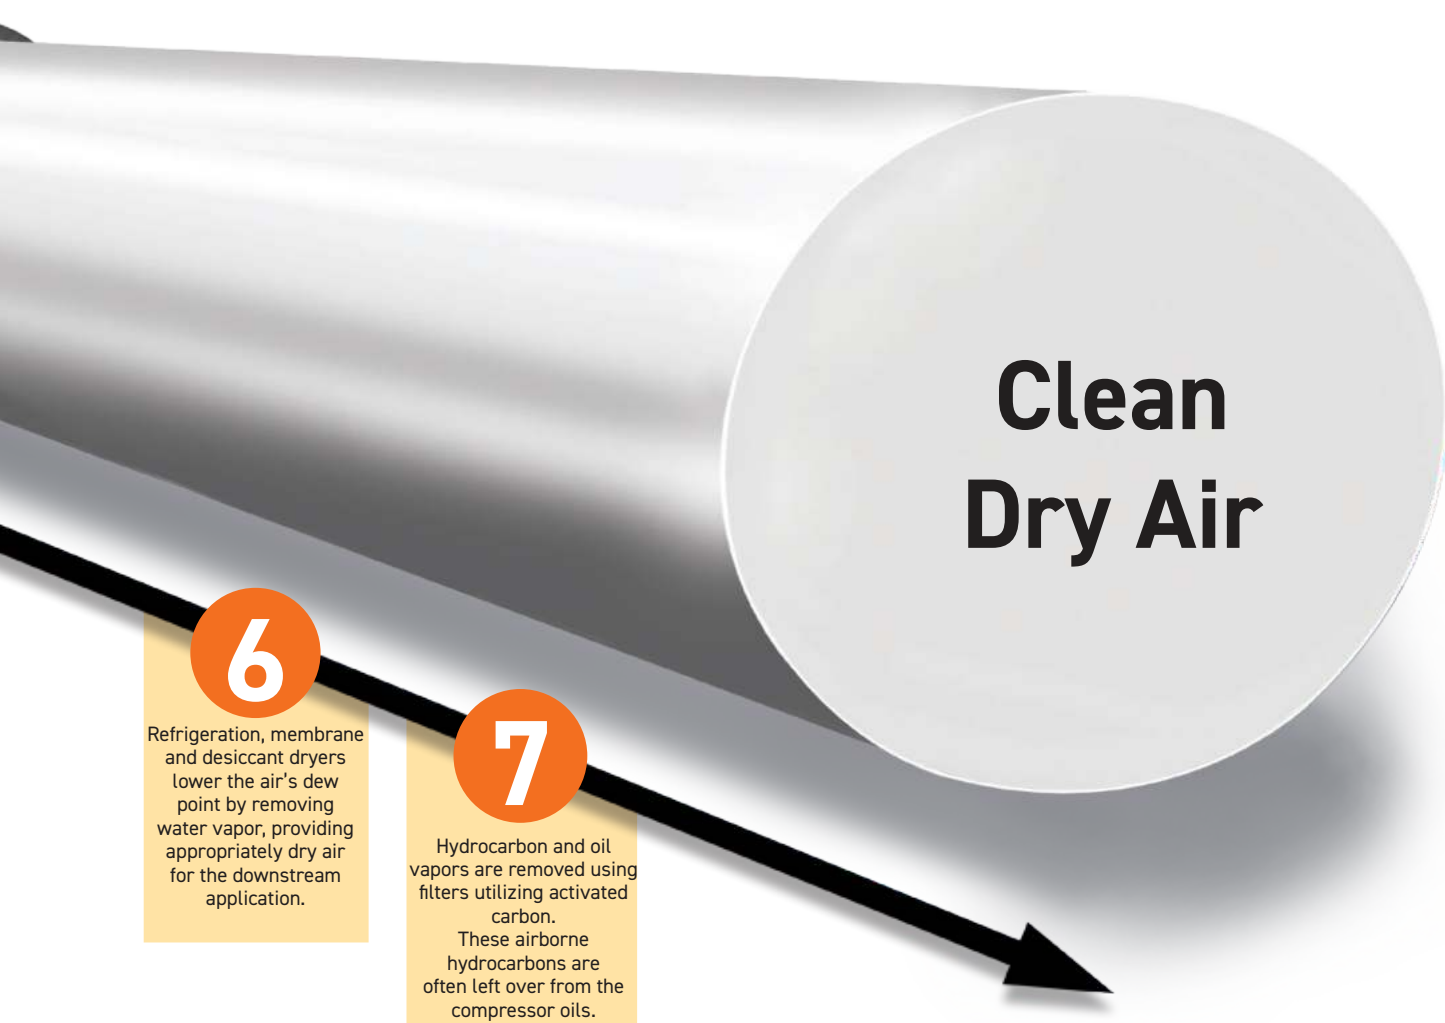 Clean
Dry Air
6
Refrigeration, membrane
and desiccant dryers
lower the air's dew
point by removing
water vapor, providing
appropriately dry air
for the downstream
application.
7
Hydrocarbon and oil
vapors are removed using
filters utilizing activated
carbon.
These airborne
hydrocarbons are
often left over from the
compressor oils.